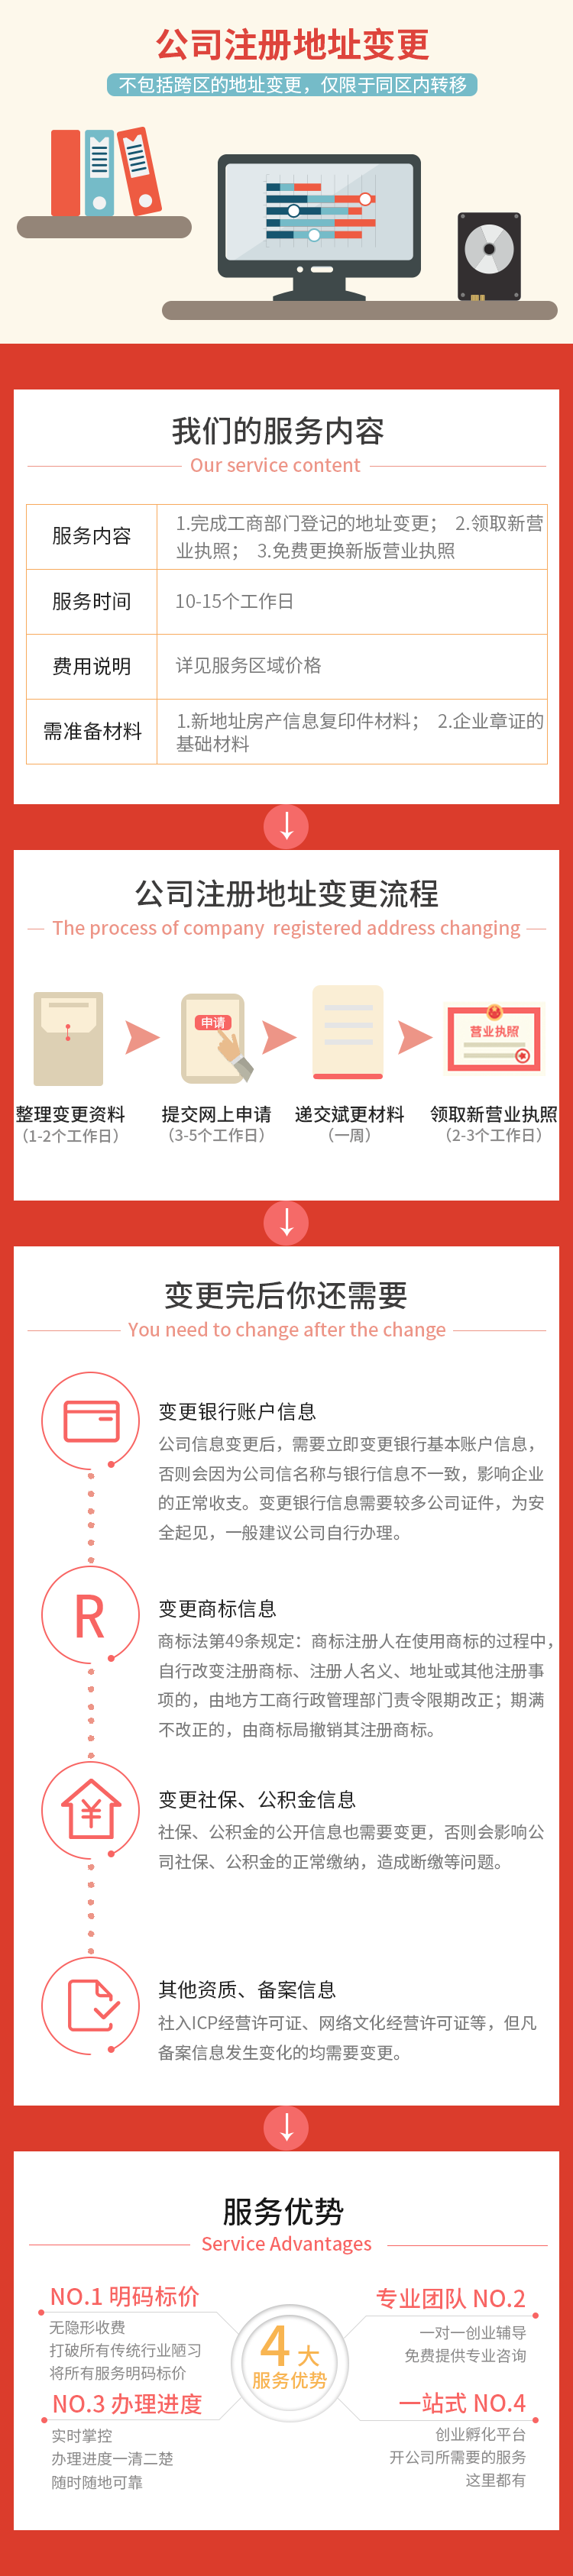 公司注册地址变更
不包括跨区的地址变更，仅限于同区内转移
我们的服务内容
Our service content
服务内容
1.完成工商部门登记的地址变更； 2.领取新营
业执照； 3.免费更换新版营业执照
服务时间
10-15个工作日
费用说明
详见服务区域价格
需准备材料
1.新地址房产信息复印件材料； 2.企业章证的
基础材料
↓
公司注册地址变更流程
The process of company registered address changing
申请
营业执照
整理变更资料
（1-2个工作日）
提交网上申请
（3-5个工作日）
递交斌更材料
（一周）
领取新营业执照
（2-3个工作日）
↓
变更完后你还需要
You need to change after the change
变更银行账户信息
公司信息变更后，需要立即变更银行基本账户信息，
否则会因为公司信名称与银行信息不一致，影响企业
的正常收支。变更银行信息需要较多公司证件，为安
全起见，一般建议公司自行办理。
R
变更商标信息
商标法第49条规定：商标注册人在使用商标的过程中，
自行改变注册商标、注册人名义、地址或其他注册事
项的，由地方工商行政管理部门责令限期改正；期满
不改正的，由商标局撤销其注册商标。
¥
变更社保、公积金信息
社保、公积金的公开信息也需要变更，否则会影响公
司社保、公积金的正常缴纳，造成断缴等问题。
其他资质、备案信息
社入ICP经营许可证、网络文化经营许可证等，但凡
备案信息发生变化的均需要变更。
↓
服务优势
Service Advantages
NO.1 明码标价
无隐形收费
打破所有传统行业陋习
将所有服务明码标价
专业团队 NO.2
一对一创业辅导
免费提供专业咨询
4 大
服务优势
NO.3 办理进度
实时掌控
办理进度一清二楚
随时随地可靠
一站式 NO.4
创业孵化平台
开公司所需要的服务
这里都有